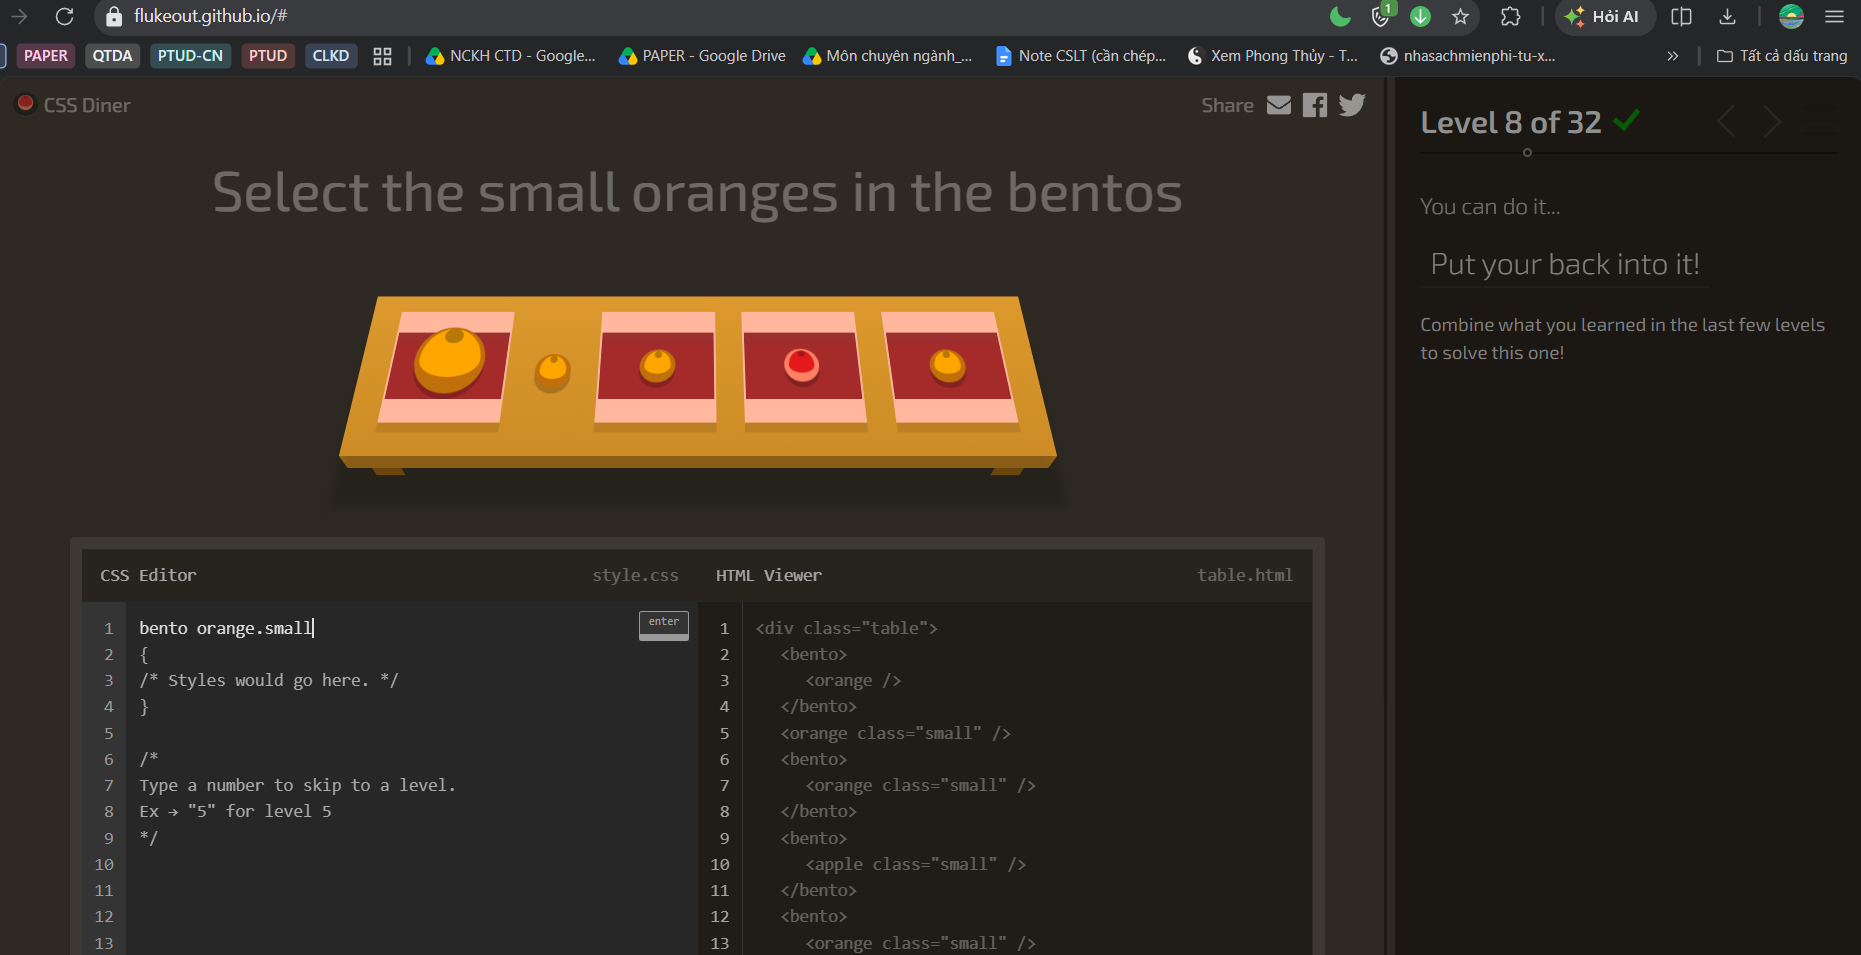 flukeout.github.io/#
1
Hỏi AI
PAPER QTDA PTUD-CN PTUD CLKD NCKH CTD - Google... PAPER - Google Drive Môn chuyên ngành_... Note CSLT (cần chép... Xem Phong Thủy - T... nhasachmienphi-tu-x... » Tất cả dấu trang
CSS Diner
Share
Select the small oranges in the bentos
CSS Editor style.css
1 bento orange.small
enter
2 {
3 /* Styles would go here. */
4 }
5
6 /*
7 Type a number to skip to a level.
8 Ex → "5" for level 5
9 */
10
11
12
13
HTML Viewer table.html
1 <div class="table">
2 <bento>
3 <orange />
4 </bento>
5 <orange class="small" />
6 <bento>
7 <orange class="small" />
8 </bento>
9 <bento>
10 <apple class="small" />
11 </bento>
12 <bento>
13 <orange class="small" />
Level 8 of 32
You can do it...
Put your back into it!
Combine what you learned in the last few levels
to solve this one!